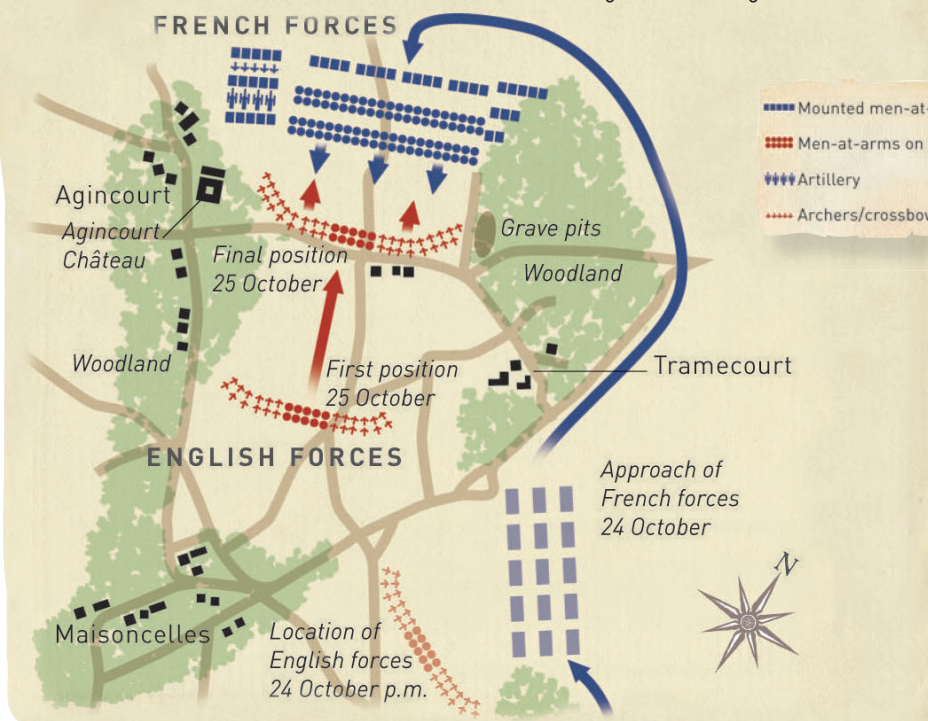 FRENCH FORCES
Mounted men-at-
Men-at-arms on
Artillery
Archers/crossbow
Agincourt
Agincourt
Château
Final position
25 October
Grave pits
Woodland
Woodland
First position
25 October
Tramecourt
ENGLISH FORCES
Approach of
French forces
24 October
N
Maisoncelles
Location of
English forces
24 October p.m.